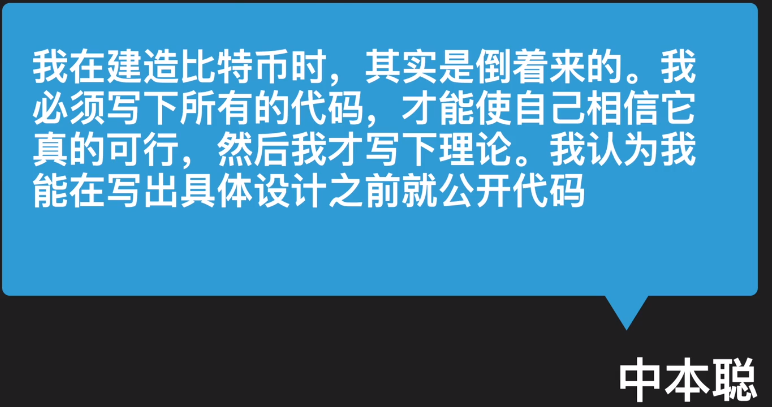 我在建造比特币时，其实是倒着来的。我
必须写下所有的代码，才能使自己相信它
真的可行，然后我才写下理论。我认为我
能在写出具体设计之前就公开代码
中本聪